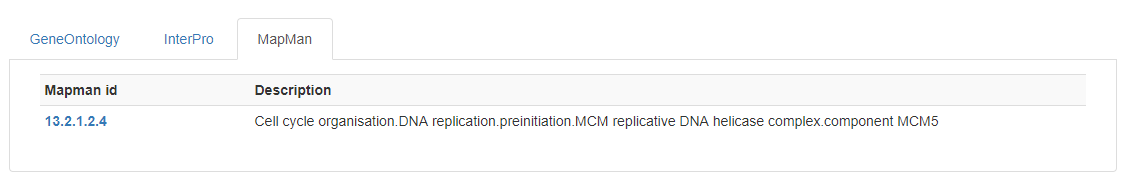 GeneOntology InterPro MapMan
Mapman id Description
13.2.1.2.4 Cell cycle organisation.DNA replication.preinitiation.MCM replicative DNA helicase complex.component MCM5